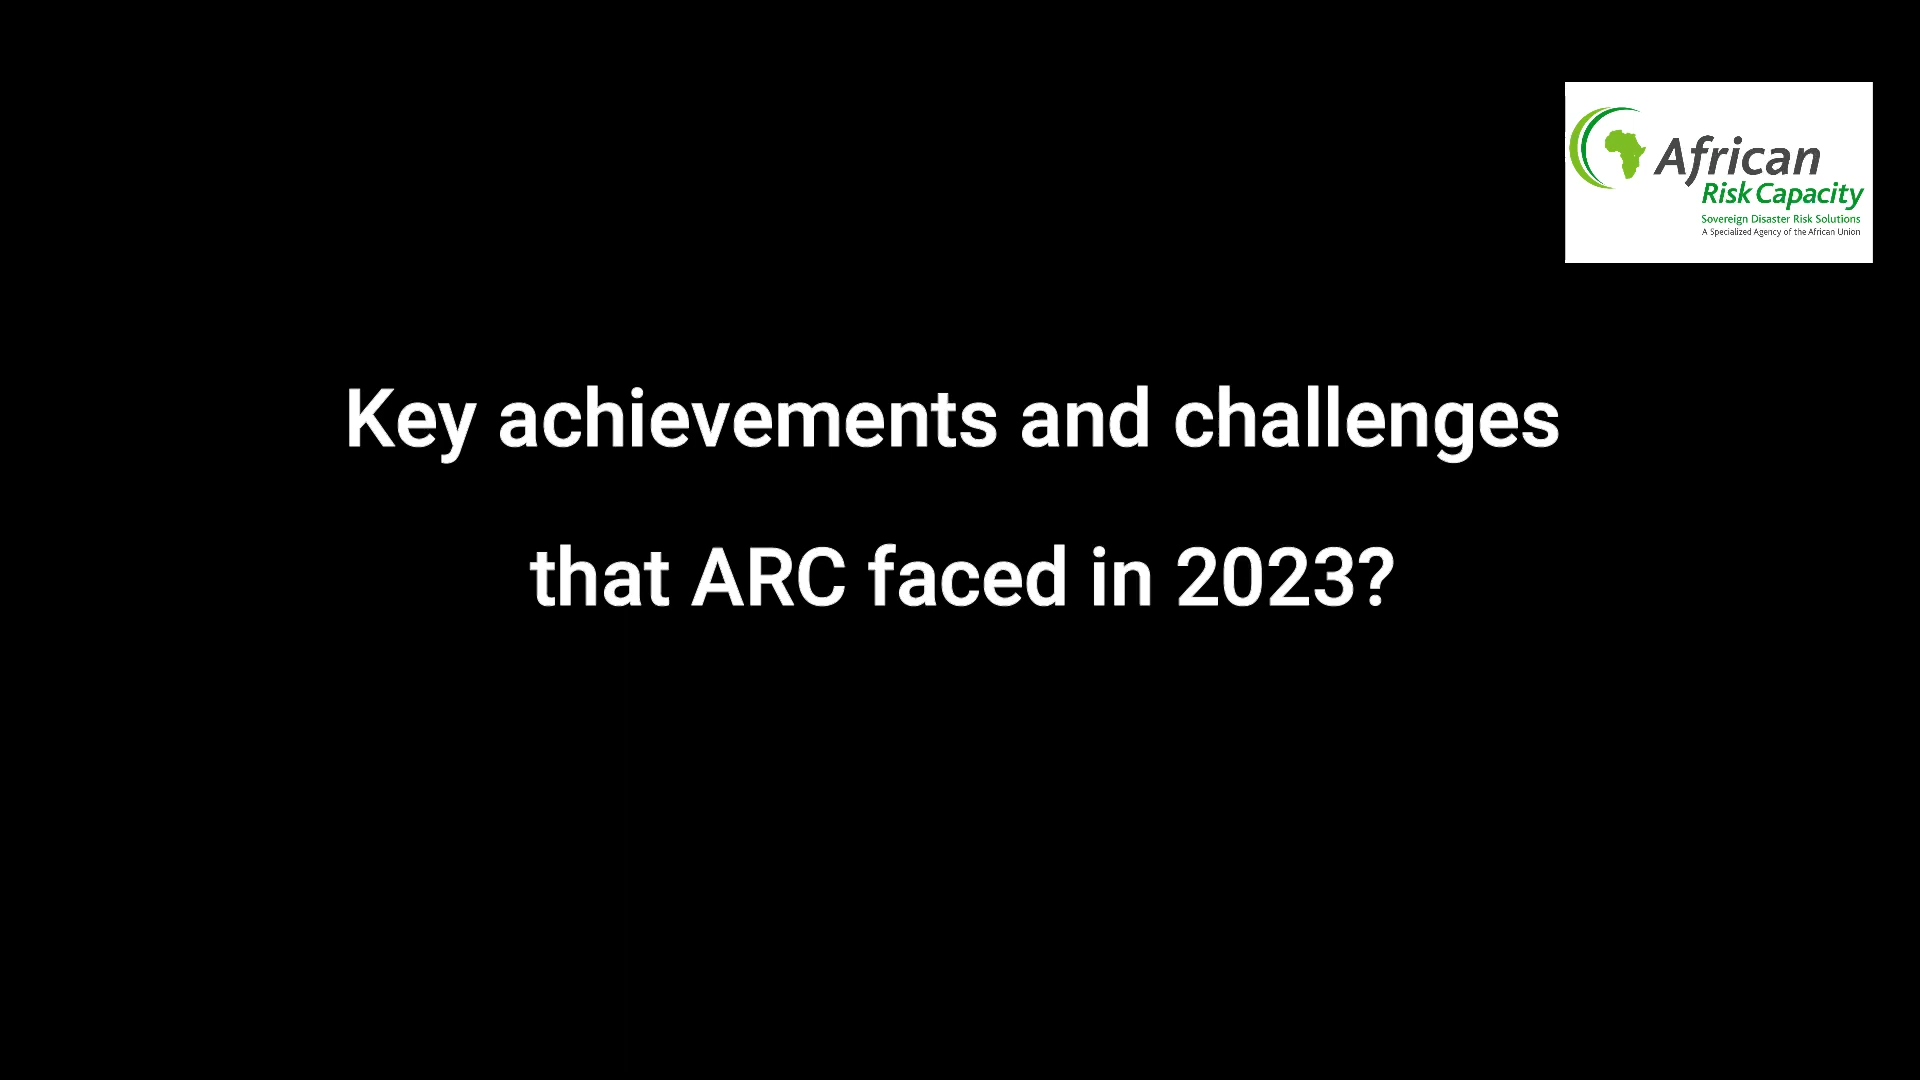 African
Risk Capacity
Sovereign Disaster Risk Solutions
A Specialized Agency of the African Union
Key achievements and challenges
that ARC faced in 2023?